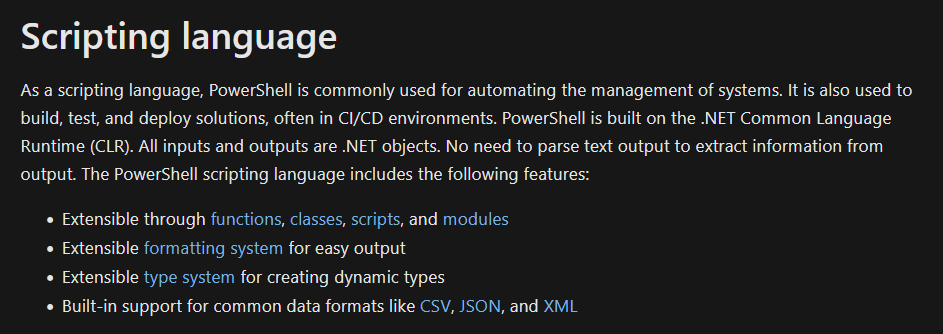 Scripting language
As a scripting language, PowerShell is commonly used for automating the management of systems. It is also used to
build, test, and deploy solutions, often in CI/CD environments. PowerShell is built on the .NET Common Language
Runtime (CLR). All inputs and outputs are .NET objects. No need to parse text output to extract information from
output. The PowerShell scripting language includes the following features:
• Extensible through functions, classes, scripts, and modules
• Extensible formatting system for easy output
• Extensible type system for creating dynamic types
• Built-in support for common data formats like CSV, JSON, and XML